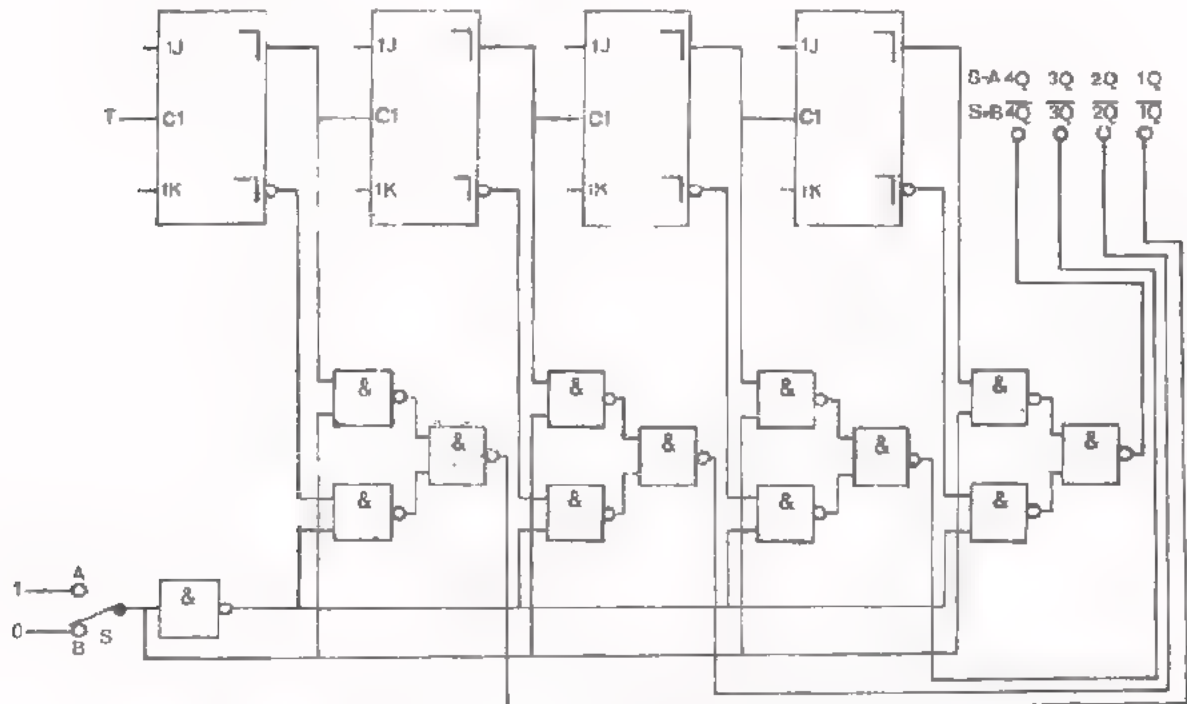 1J 1J 1J 1J
S-A 4Q 3Q 2Q 1Q
S-B 4Q 3Q 2Q 1Q
T C1 C1 C1 C1
1K 1K 1K 1K
& & & &
& & & &
& & & &
1 A
&
0 B S